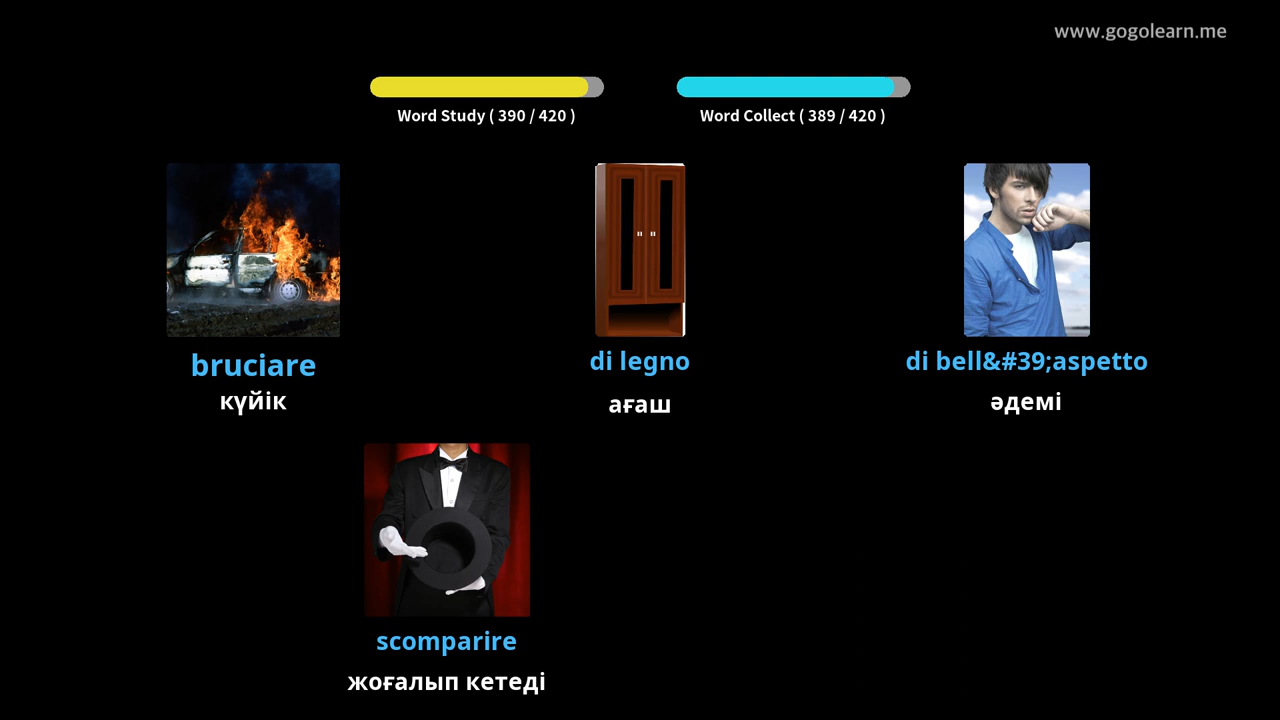 www.gogolearn.me
Word Study ( 390 / 420 )
Word Collect ( 389 / 420 )
bruciare
күйік
di legno
ағаш
di bell&#39;aspetto
әдемі
scomparire
жоғалып кетеді